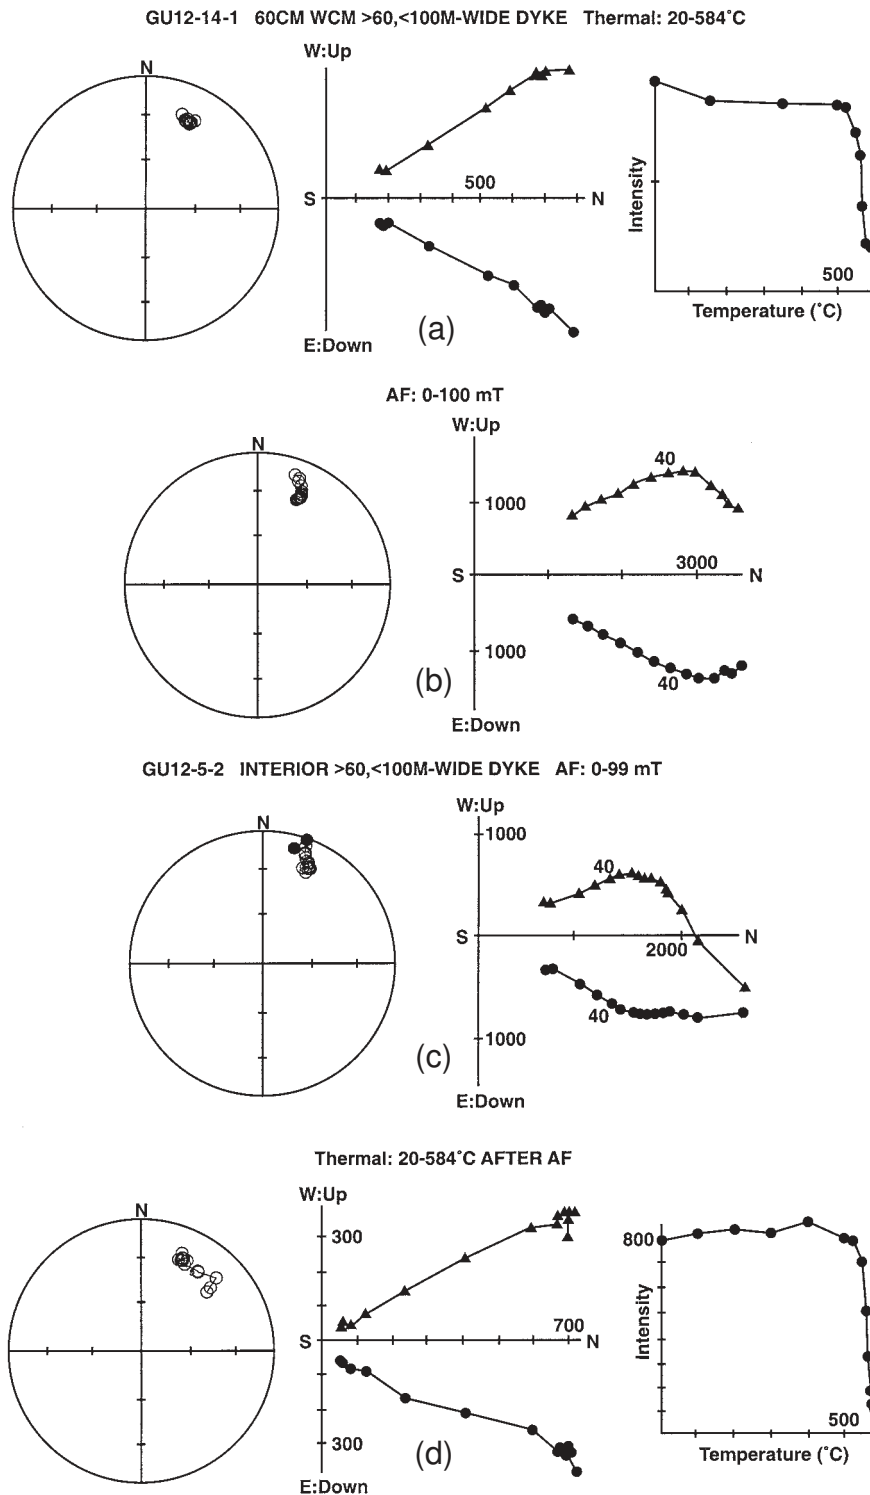 GU12-14-1 60CM WCM >60,<100M-WIDE DYKE Thermal: 20-584˚C
W:Up
N
500
S
N
Intensity
500
Temperature (˚C)
(a)
E:Down
AF: 0-100 mT
W:Up
N
40
1000
3000
S
N
1000
40
(b)
E:Down
GU12-5-2 INTERIOR >60,<100M-WIDE DYKE AF: 0-99 mT
W:Up
N
1000
40
S
N
2000
40
1000
(c)
E:Down
Thermal: 20-584˚C AFTER AF
W:Up
N
300
800
700
S
N
Intensity
500
300
(d)
Temperature (˚C)
E:Down